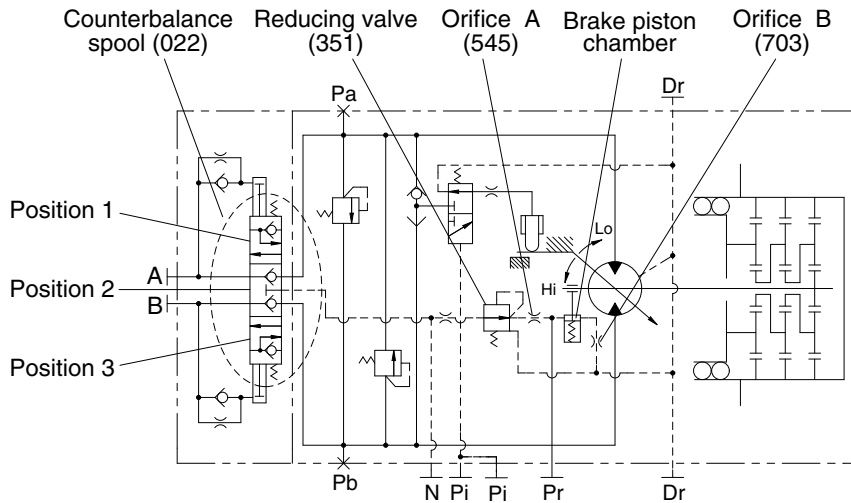 Counterbalance
spool (022)
Reducing valve
(351)
Orifice A
(545)
Brake piston
chamber
Orifice B
(703)
Pa
Dr
Position 1
Lo
A
Position 2
Hi
B
Position 3
Pb
N
Pi
Pi
Pr
Dr